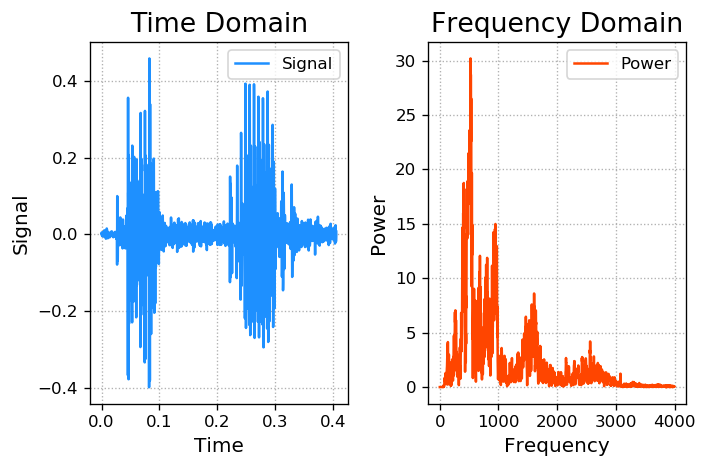 Time Domain
Signal
Signal
0.4
0.2
0.0
−0.2
−0.4
0.0 0.1 0.2 0.3 0.4
Time
Frequency Domain
Power
Power
30
25
20
15
10
5
0
0 1000 2000 3000 4000
Frequency